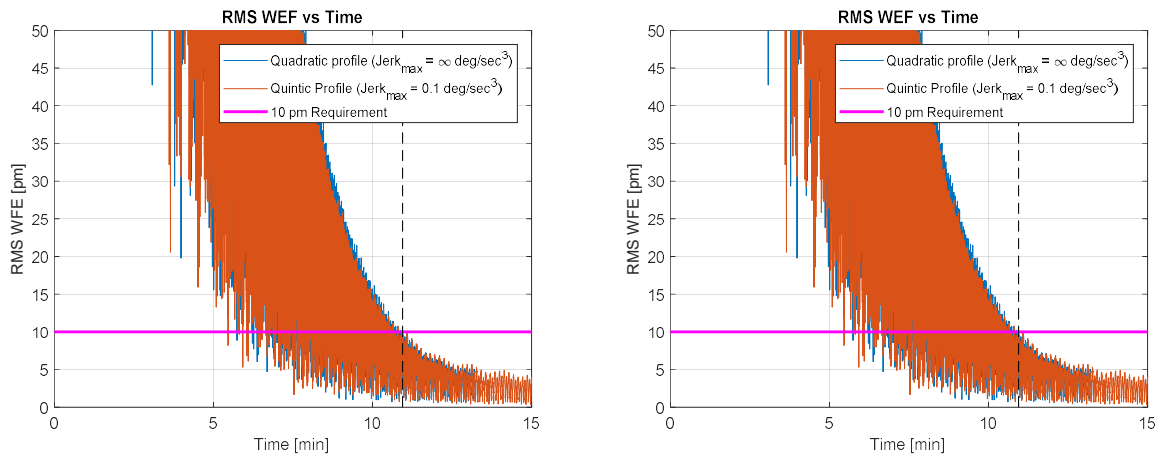 RMS WEF vs Time
50
45
40
35
30
25
20
15
10
5
0
RMS WFE [pm]
Quadratic profile (Jerk_max = ∞ deg/sec^3)
Quintic Profile (Jerk_max = 0.1 deg/sec^3)
10 pm Requirement
0 5 10 15
Time [min]
RMS WEF vs Time
50
45
40
35
30
25
20
15
10
5
0
RMS WFE [pm]
Quadratic profile (Jerk_max = ∞ deg/sec^3)
Quintic Profile (Jerk_max = 0.1 deg/sec^3)
10 pm Requirement
0 5 10 15
Time [min]